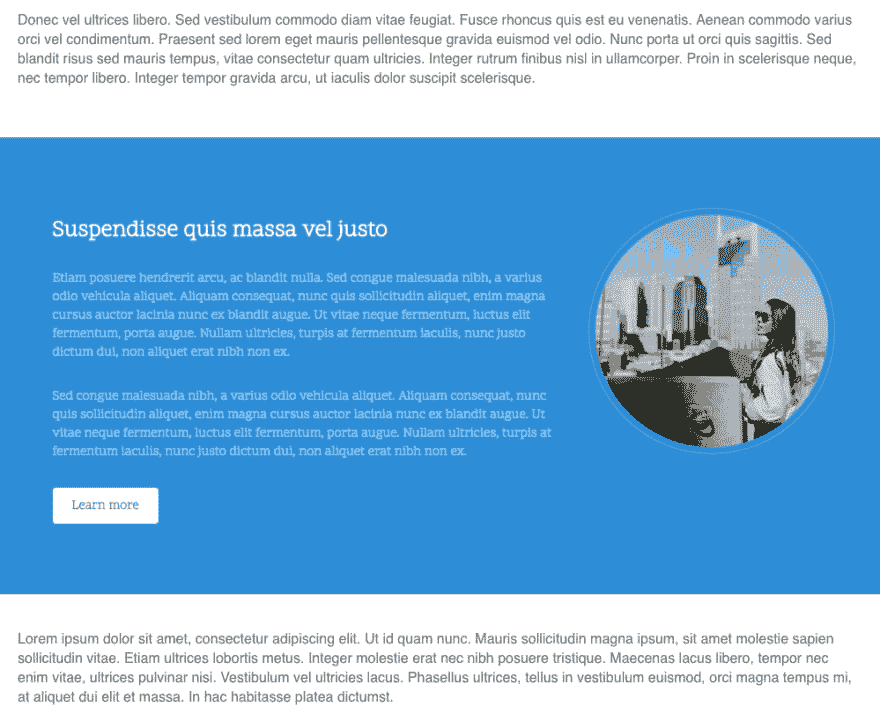 Donec vel ultrices libero. Sed vestibulum commodo diam vitae feugiat. Fusce rhoncus quis est eu venenatis. Aenean commodo varius
orci vel condimentum. Praesent sed lorem eget mauris pellentesque gravida euismod vel odio. Nunc porta ut orci quis sagittis. Sed
blandit risus sed mauris tempus, vitae consectetur quam ultricies. Integer rutrum finibus nisl in ullamcorper. Proin in scelerisque neque,
nec tempor libero. Integer tempor gravida arcu, ut iaculis dolor suscipit scelerisque.
Suspendisse quis massa vel justo
Etiam posuere hendrerit arcu, ac blandit nulla. Sed congue malesuada nibh, a varius
odio vehicula aliquet. Aliquam consequat, nunc quis sollicitudin aliquet, enim magna
cursus auctor lacinia nunc ex blandit augue. Ut vitae neque fermentum, luctus elit
fermentum, porta augue. Nullam ultricies, turpis at fermentum iaculis, nunc justo
dictum dui, non aliquet erat nibh non ex.
Sed congue malesuada nibh, a varius odio vehicula aliquet. Aliquam consequat, nunc
quis sollicitudin aliquet, enim magna cursus auctor lacinia nunc ex blandit augue. Ut
vitae neque fermentum, luctus elit fermentum, porta augue. Nullam ultricies, turpis at
fermentum iaculis, nunc justo dictum dui, non aliquet erat nibh non ex.
Learn more
Lorem ipsum dolor sit amet, consectetur adipiscing elit. Ut id quam nunc. Mauris sollicitudin magna ipsum, sit amet molestie sapien
sollicitudin vitae. Etiam ultrices lobortis metus. Integer molestie erat nec nibh posuere tristique. Maecenas lacus libero, tempor nec
enim vitae, ultrices pulvinar nisi. Vestibulum vel ultricies lacus. Phasellus ultrices, tellus in vestibulum euismod, orci magna tempus mi,
at aliquet dui elit et massa. In hac habitasse platea dictumst.